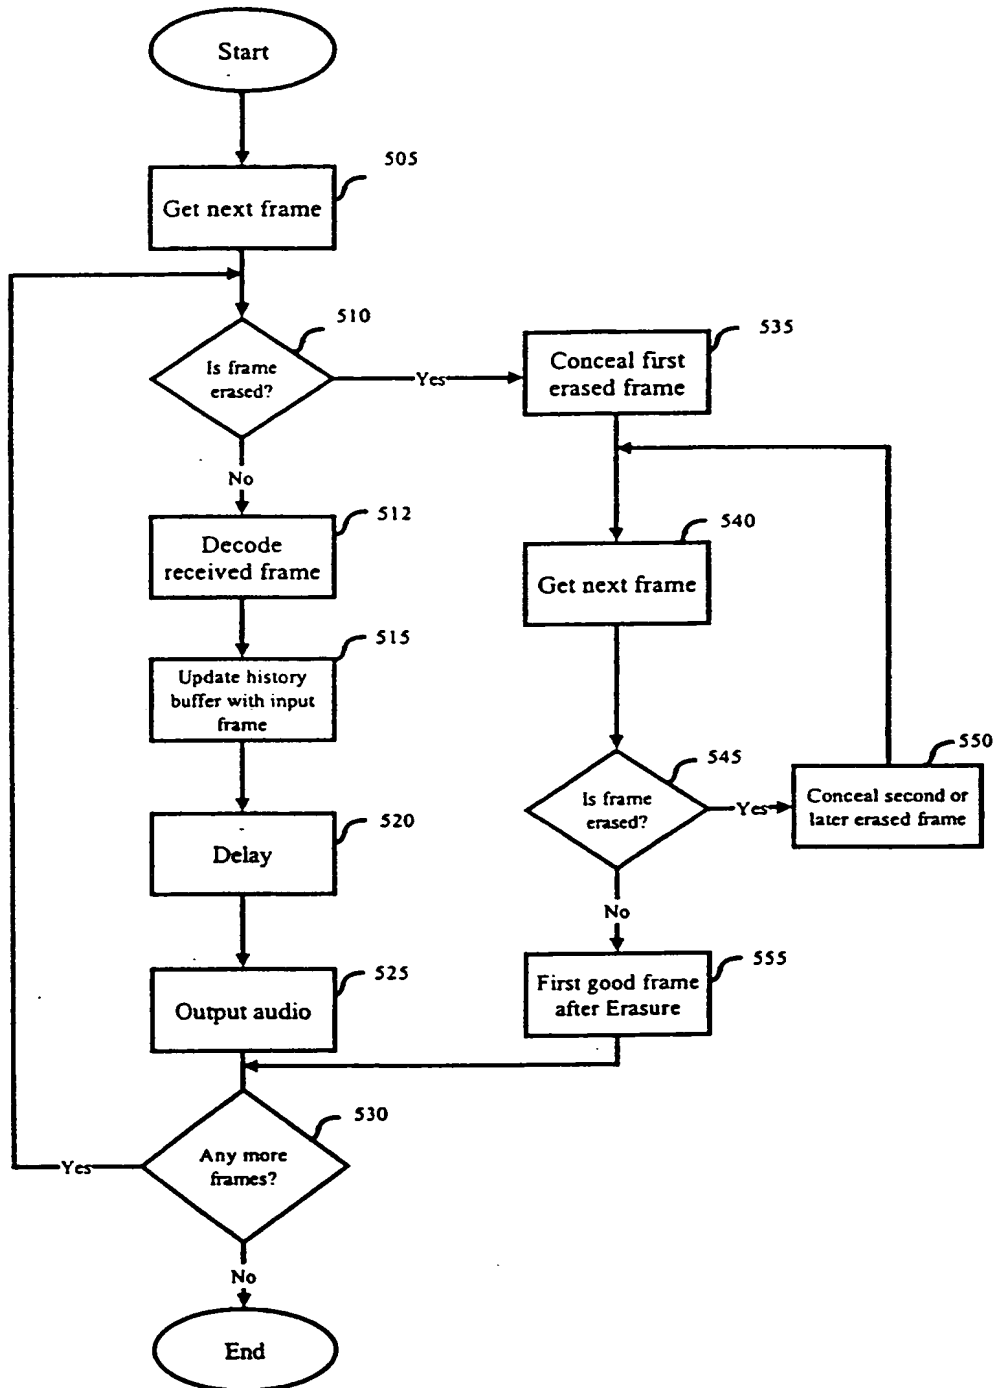 Start
505
Get next frame
510
Is frame
erased?
Yes
535
Conceal first
erased frame
No
512
Decode
received frame
540
Get next frame
515
Update history
buffer with input
frame
545
Is frame
erased?
Yes
550
Conceal second or
later erased frame
520
Delay
No
525
Output audio
555
First good frame
after Erasure
530
Any more
frames?
Yes
No
End